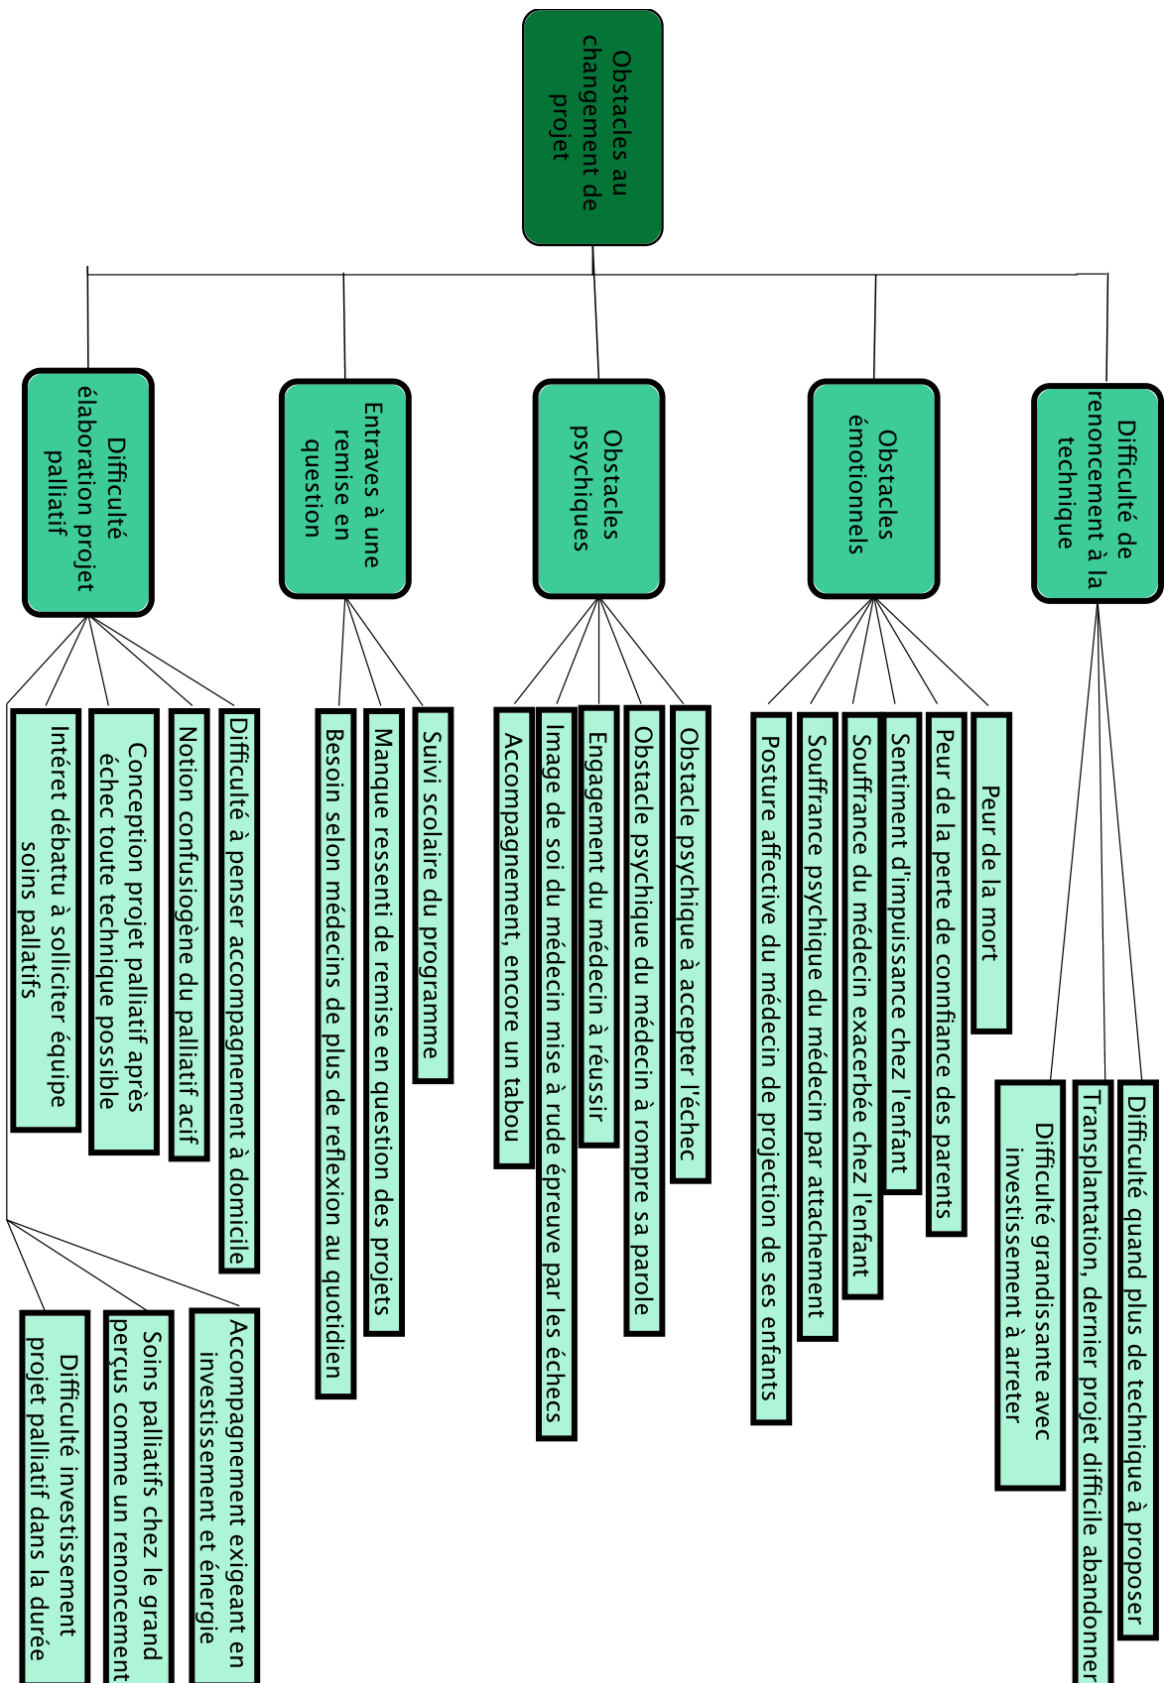 Obstacles au
changement de
projet
Difficulté de
renoncement à la
technique
Difficulté quand plus de technique à proposer
Transplantation, dernier projet difficile abandonner
Difficulté grandissante avec
investissement à arreter
Obstacles
émotionnels
Peur de la mort
Peur de la perte de connfiance des parents
Sentiment d'impuissance chez l'enfant
Souffrance du médecin exacerbée chez l'enfant
Souffrance psychique du médecin par attachement
Posture affective du médecin de projection de ses enfants
Obstacles
psychiques
Obstacle psychique à accepter l'échec
Obstacle psychique du médecin à rompre sa parole
Engagement du médecin à réussir
Image de soi du médecin mise à rude épreuve par les échecs
Accompagnement, encore un tabou
Entraves à une
remise en
question
Suivi scolaire du programme
Manque ressenti de remise en question des projets
Besoin selon médecins de plus de reflexion au quotidien
Difficulté
élaboration projet
palliatif
Difficulté à penser accompagnement à domicile
Notion confusiogène du palliatif acif
Conception projet palliatif après
échec toute technique possible
Intéret débattu à solliciter équipe
soins pallatifs
Accompagnement exigeant en
investissement et énergie
Soins palliatifs chez le grand
perçus comme un renoncement
Difficulté investissement
projet palliatif dans la durée